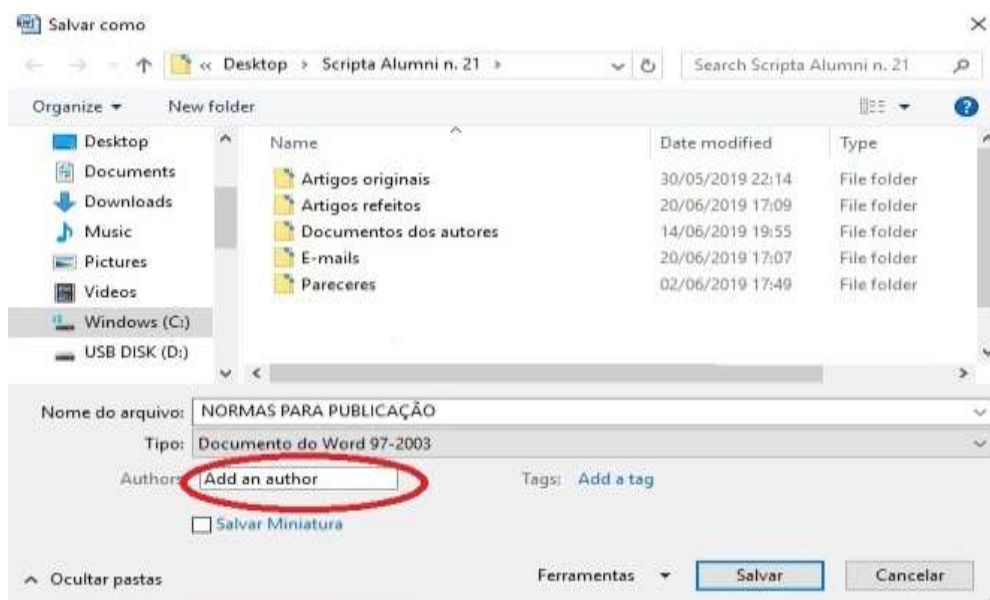 Salvar como
« Desktop › Scripta Alumni n. 21 › Search Scripta Alumni n. 21
Organize New folder
Name Date modified Type
Desktop
Documents
Downloads
Music
Pictures
Videos
Windows (C:)
USB DISK (D:)
Artigos originais 30/05/2019 22:14 File folder
Artigos refeitos 20/06/2019 17:09 File folder
Documentos dos autores 14/06/2019 19:55 File folder
E-mails 20/06/2019 17:07 File folder
Pareceres 02/06/2019 17:49 File folder
Nome do arquivo: NORMAS PARA PUBLICAÇÃO
Tipo: Documento do Word 97-2003
Authors Add an author Tags: Add a tag
Salvar Miniatura
Ocultar pastas Ferramentas Salvar Cancelar